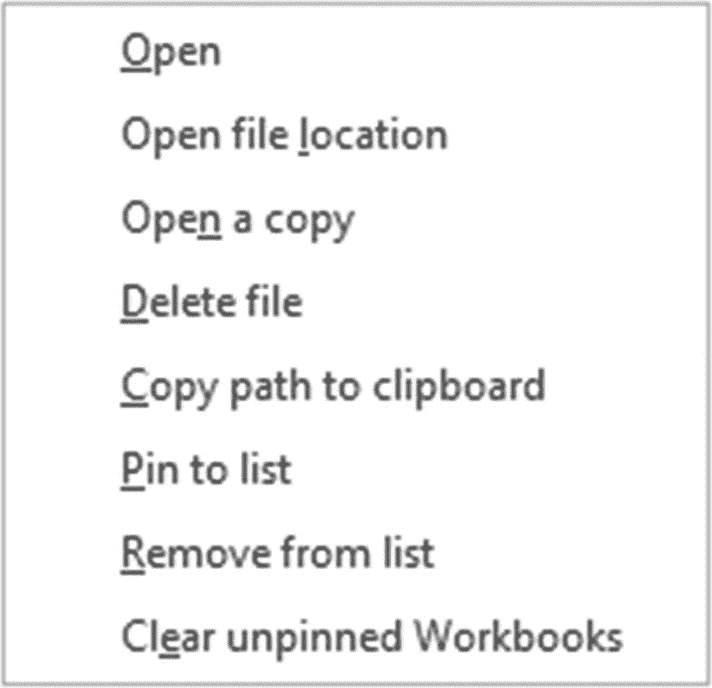 Open
Open file location
Open a copy
Delete file
Copy path to clipboard
Pin to list
Remove from list
Clear unpinned Workbooks